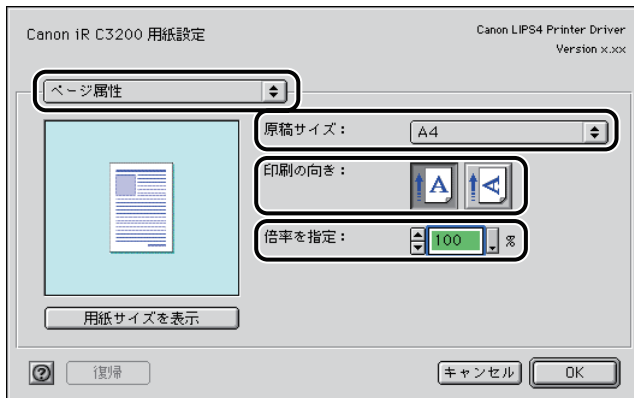 Canon iR C3200 用紙設定
Canon LIPS4 Printer Driver
Version x.xx
ページ属性
原稿サイズ：
A4
印刷の向き：
A
A
倍率を指定：
100
%
用紙サイズを表示
?
復帰
キャンセル
OK